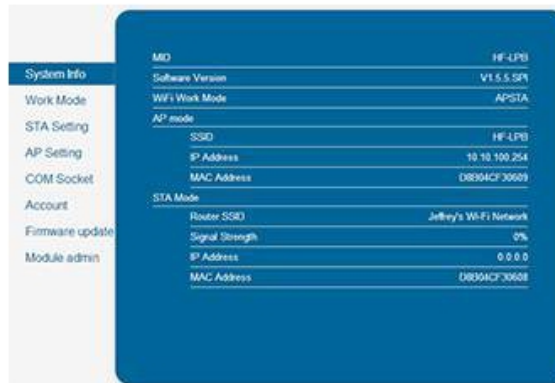 System Info
Work Mode
STA Setting
AP Setting
COM Socket
Account
Firmware update
Module admin
MID HF-LPB
Software Version V1.5.5.SPI
WiFi Work Mode APSTA
AP mode
SSID HF-LPB
IP Address 10.10.100.254
MAC Address D8B04CF30609
STA Mode
Router SSID Jeffrey's Wi-Fi Network
Signal Strength 0%
IP Address 0.0.0.0
MAC Address D8B04CF30608